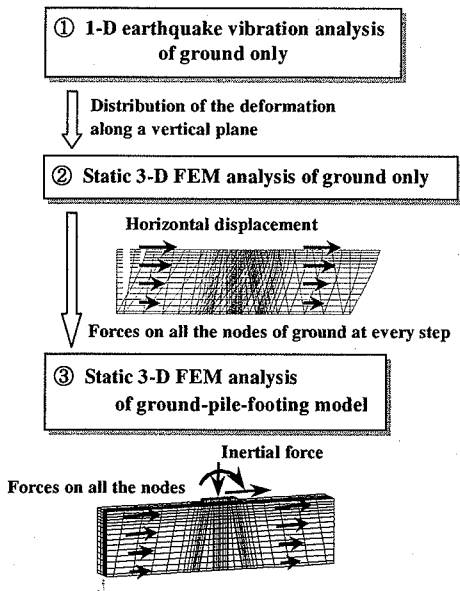 ① 1-D earthquake vibration analysis
of ground only
Distribution of the deformation
along a vertical plane
② Static 3-D FEM analysis of ground only
Horizontal displacement
Forces on all the nodes of ground at every step
③ Static 3-D FEM analysis
of ground-pile-footing model
Inertial force
Forces on all the nodes